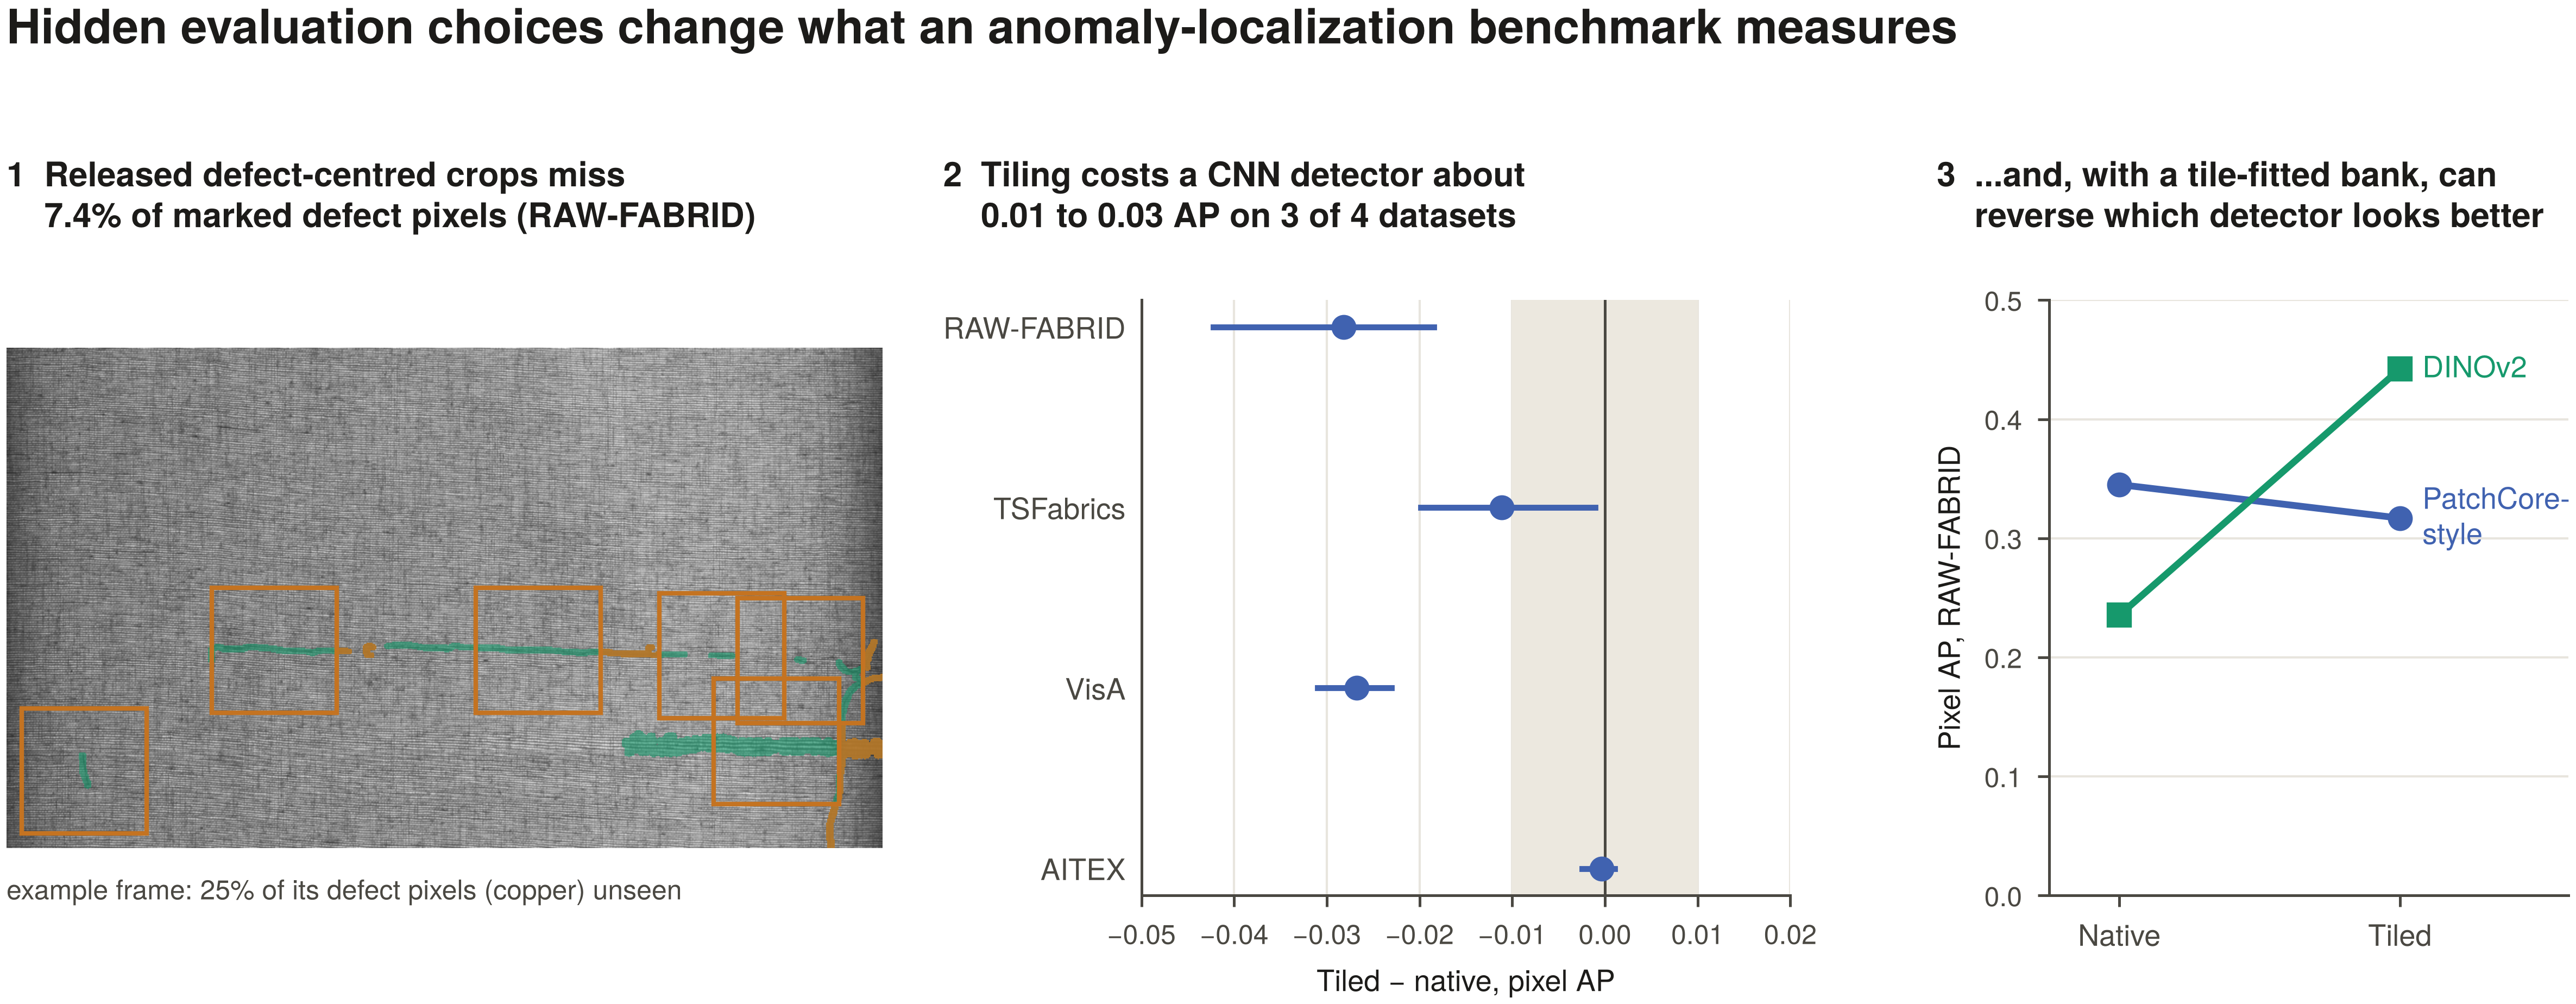 Hidden evaluation choices change what an anomaly-localization benchmark measures
1 Released defect-centred crops miss
7.4% of marked defect pixels (RAW-FABRID)
example frame: 25% of its defect pixels (copper) unseen
2 Tiling costs a CNN detector about
0.01 to 0.03 AP on 3 of 4 datasets
RAW-FABRID
TSFabrics
VisA
AITEX
−0.05 −0.04 −0.03 −0.02 −0.01 0.00 0.01 0.02
Tiled − native, pixel AP
3 ...and, with a tile-fitted bank, can
reverse which detector looks better
Pixel AP, RAW-FABRID
0.5
0.4
0.3
0.2
0.1
0.0
DINOv2
PatchCore-
style
Native Tiled